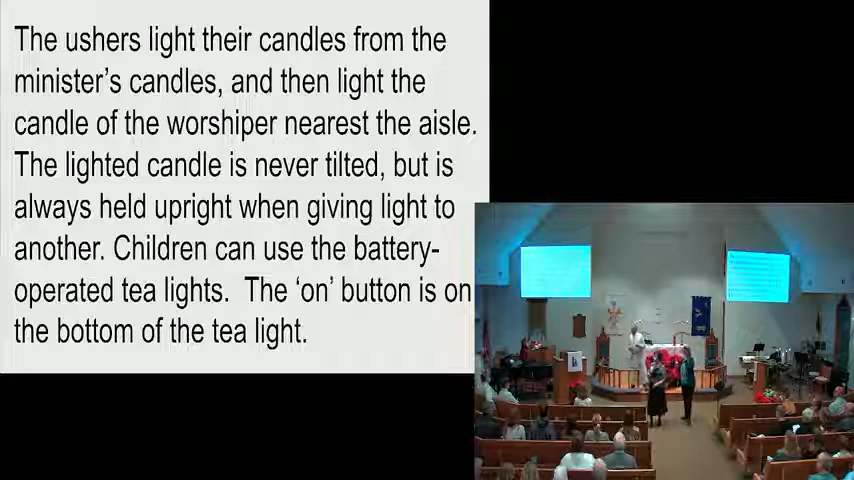 The ushers light their candles from the
minister’s candles, and then light the
candle of the worshiper nearest the aisle.
The lighted candle is never tilted, but is
always held upright when giving light to
another. Children can use the battery-
operated tea lights.  The ‘on’ button is on
the bottom of the tea light.